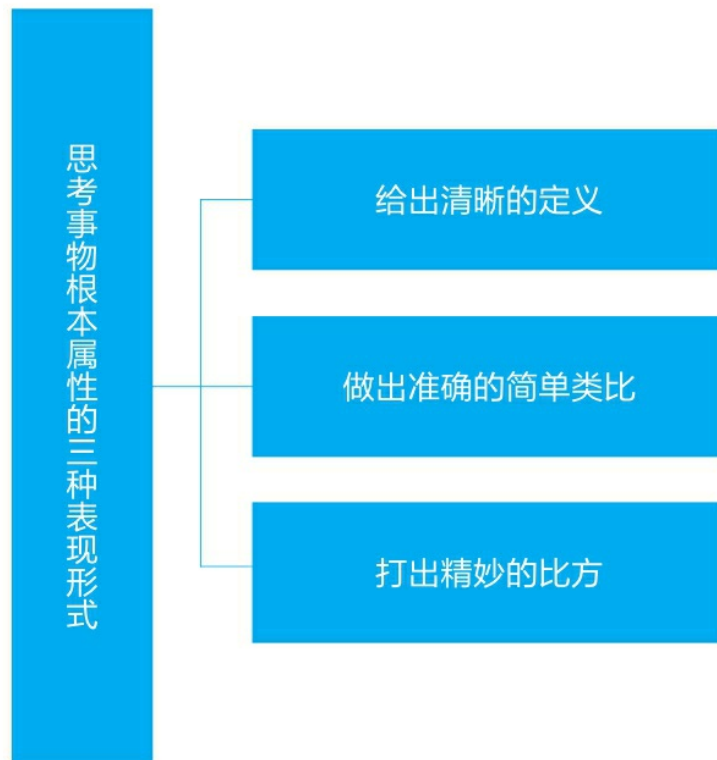 思考事物根本属性的三种表现形式
给出清晰的定义
做出准确的简单类比
打出精妙的比方